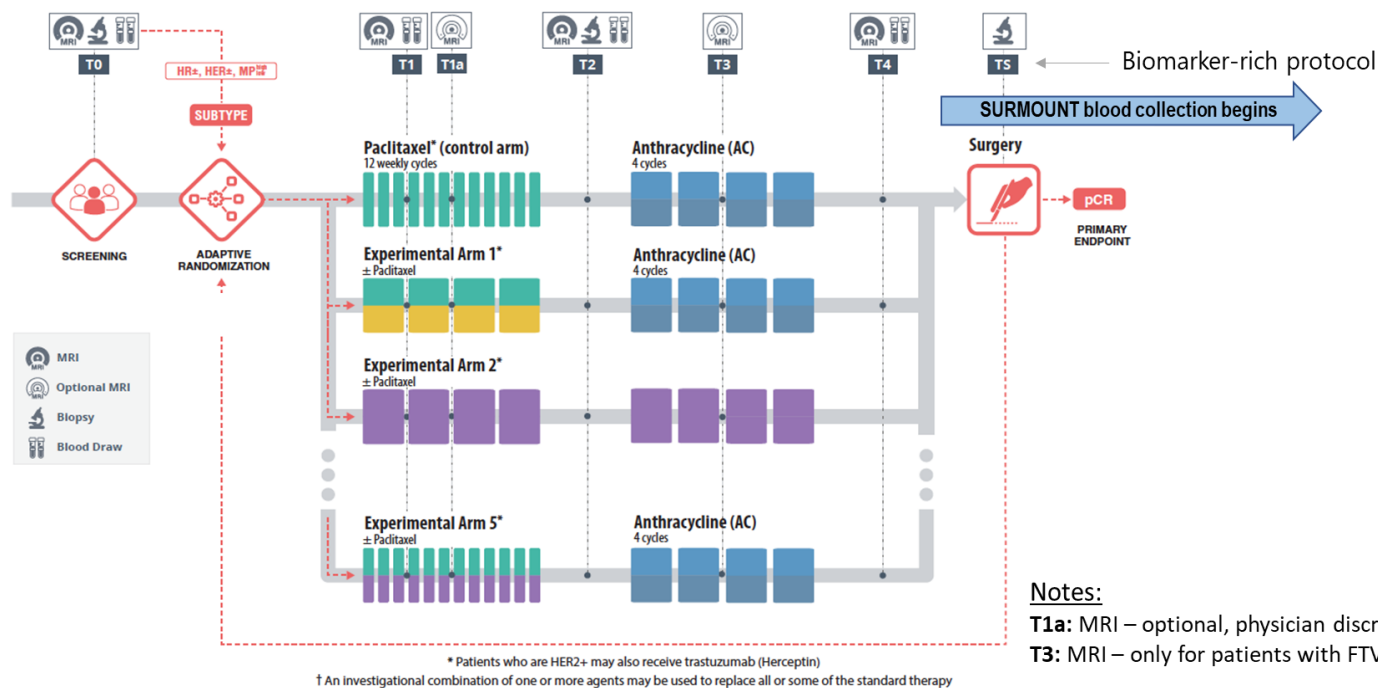 MRI
MRI
MRI
MRI
MRI
MRI
T0
T1
T1a
T2
T3
T4
TS
Biomarker-rich protocol
HR±, HER±, MP
SUBTYPE
SURMOUNT blood collection begins
Paclitaxel* (control arm)
12 weekly cycles
Anthracycline (AC)
4 cycles
Surgery
pCR
PRIMARY
ENDPOINT
SCREENING
ADAPTIVE
RANDOMIZATION
Experimental Arm 1*
± Paclitaxel
Anthracycline (AC)
4 cycles
MRI
MRI
MRI
Optional MRI
Biopsy
Blood Draw
Experimental Arm 2*
± Paclitaxel
Experimental Arm 5*
± Paclitaxel
Anthracycline (AC)
4 cycles
Notes:
T1a: MRI – optional, physician discr
T3: MRI – only for patients with FTV
* Patients who are HER2+ may also receive trastuzumab (Herceptin)
† An investigational combination of one or more agents may be used to replace all or some of the standard therapy